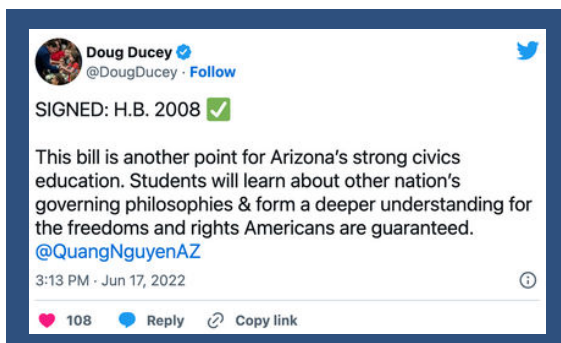 Doug Ducey
@DougDucey · Follow
SIGNED: H.B. 2008 ✅
This bill is another point for Arizona's strong civics
education. Students will learn about other nation's
governing philosophies & form a deeper understanding for
the freedoms and rights Americans are guaranteed.
@QuangNguyenAZ
3:13 PM · Jun 17, 2022
108 Reply Copy link